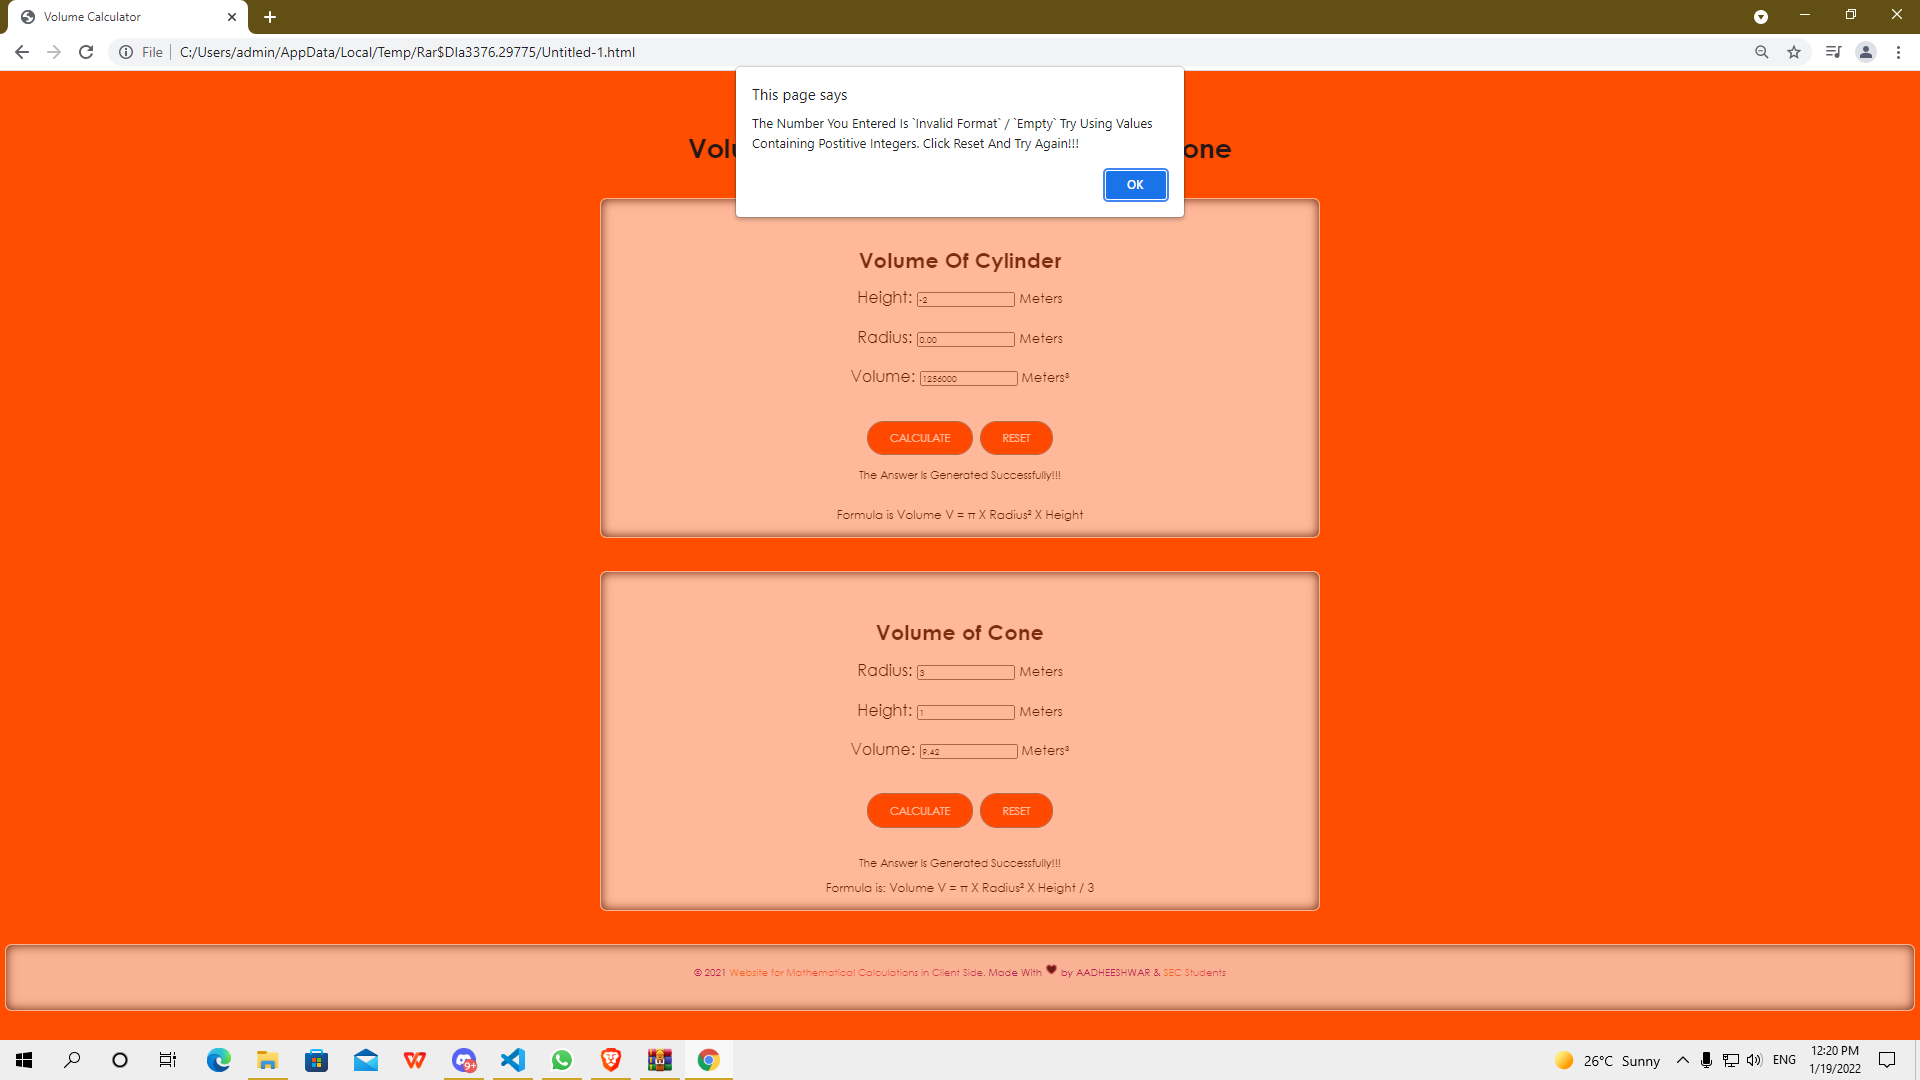 Volume Calculator
File
C:/Users/admin/AppData/Local/Temp/Rar$DIa3376.29775/Untitled-1.html
This page says
The Number You Entered Is `Invalid Format` / `Empty` Try Using Values
Containing Postitive Integers. Click Reset And Try Again!!!
OK
Volume Of Cylinder
Height: -2 Meters
Radius: 0.00 Meters
Volume: 1256000 Meters³
CALCULATE RESET
The Answer Is Generated Successfully!!!
Formula is Volume V = π X Radius² X Height
Volume of Cone
Radius: 3 Meters
Height: 1 Meters
Volume: 9.42 Meters³
CALCULATE RESET
The Answer Is Generated Successfully!!!
Formula is: Volume V = π X Radius² X Height / 3
© 2021 Website for Mathematical Calculations in Client Side. Made With ♥ by AADHEESHWAR & SEC Students
9+
26°C Sunny
ENG
12:20 PM
1/19/2022